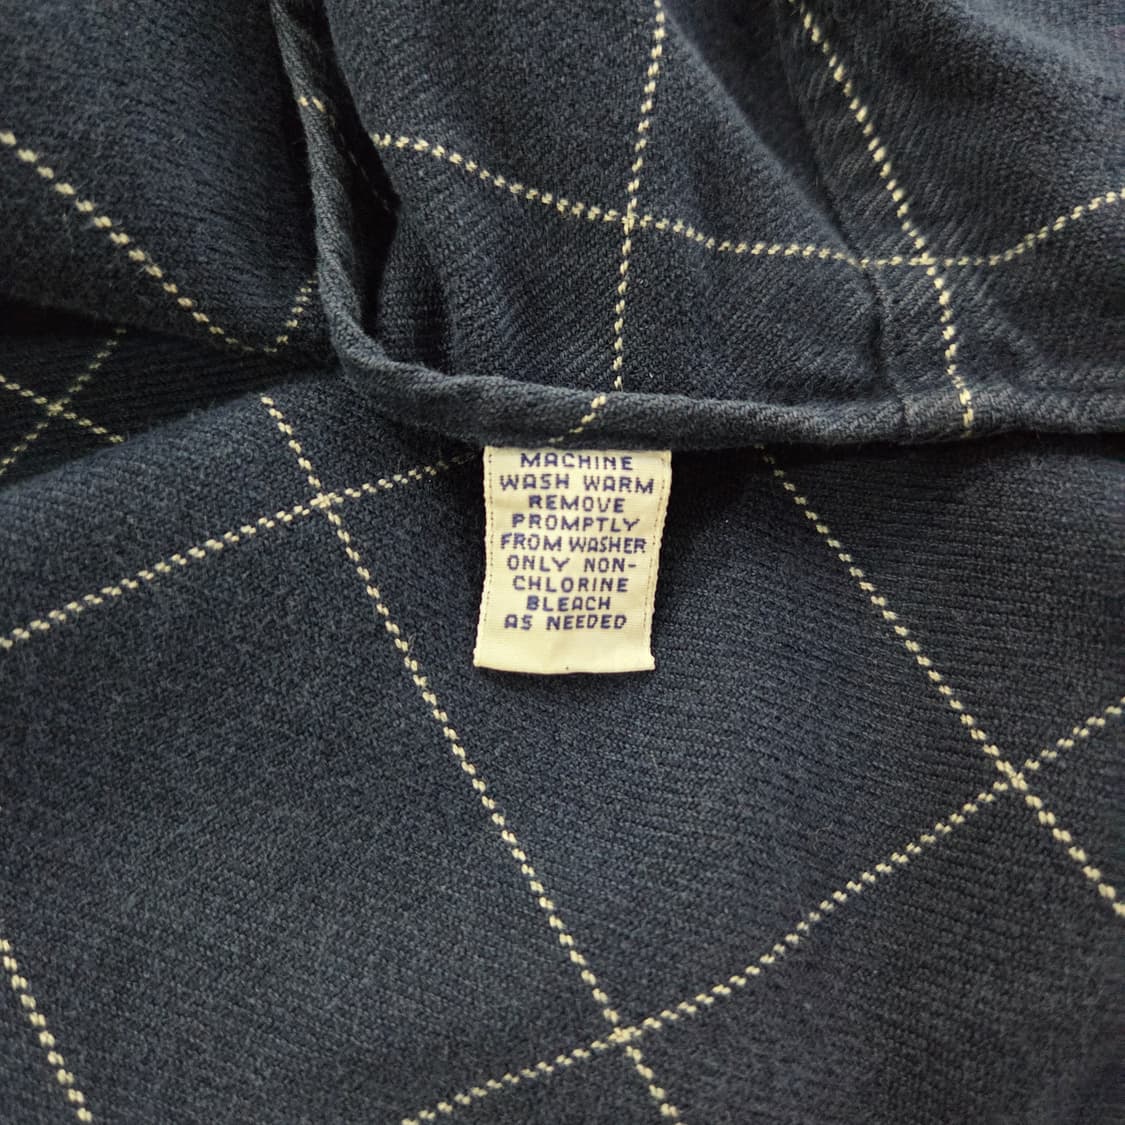 MACHINE
WASH WARM
REMOVE
PROMPTLY
FROM WASHER
ONLY NON-
CHLORINE
BLEACH
AS NEEDED